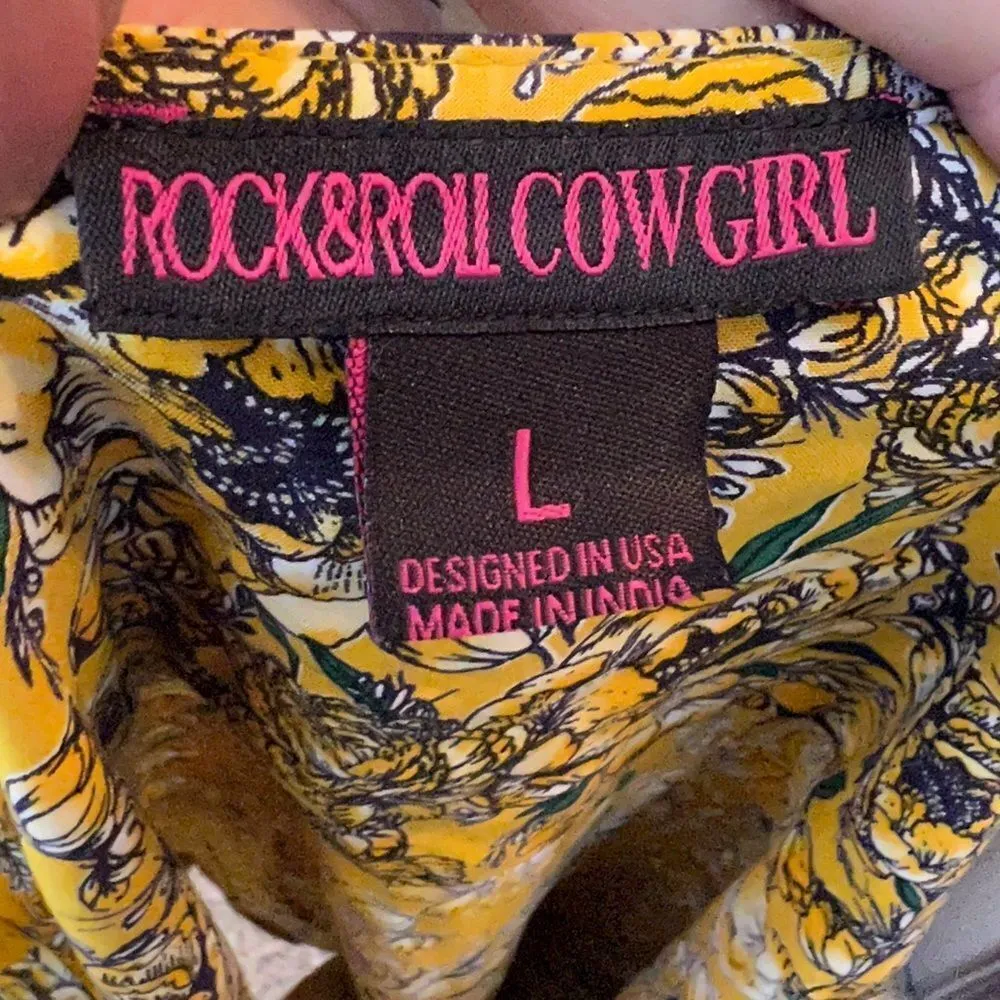 ROCK&ROLL COWGIRL
L
DESIGNED IN USA
MADE IN INDIA